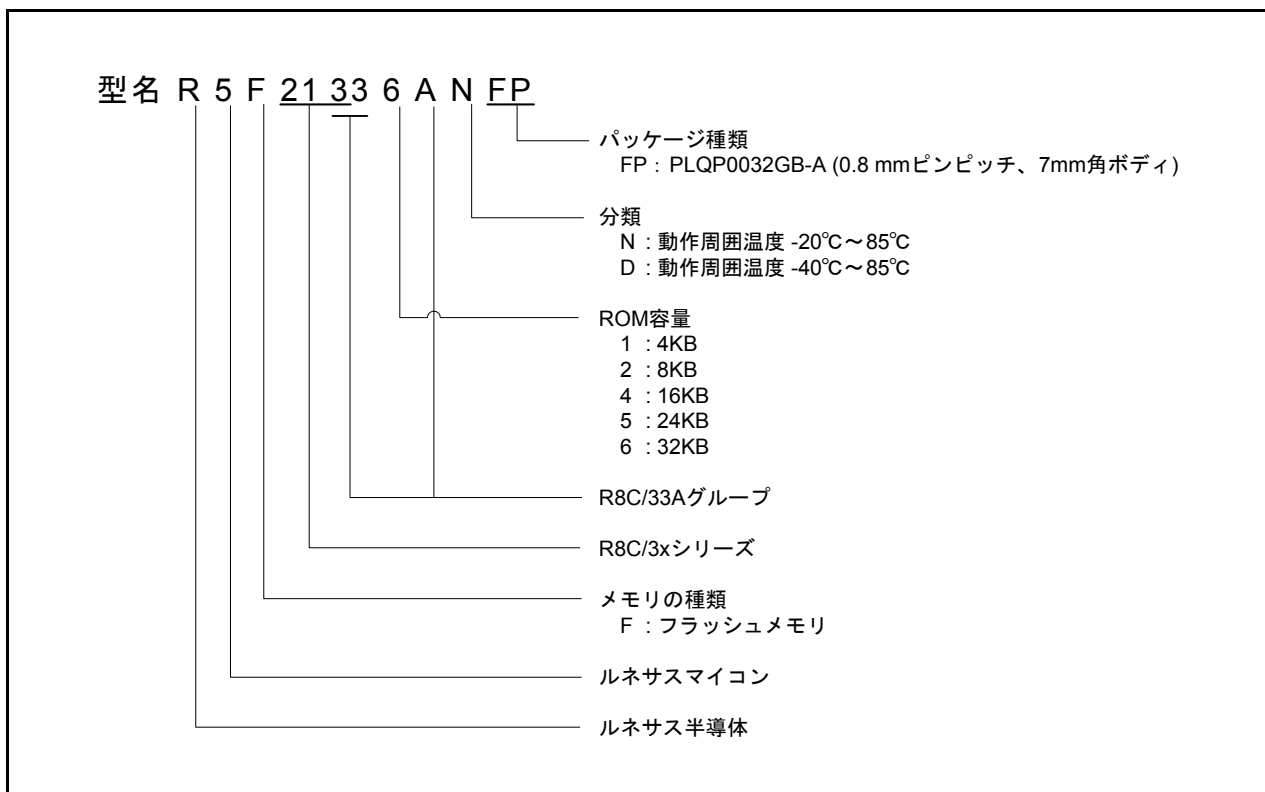 型名 R 5 F 21 33 6 A N FP
パッケージ種類
FP : PLQP0032GB-A (0.8 mmピンピッチ、7mm角ボディ)
分類
N : 動作周囲温度 -20℃～85℃
D : 動作周囲温度 -40℃～85℃
ROM容量
1 : 4KB
2 : 8KB
4 : 16KB
5 : 24KB
6 : 32KB
R8C/33Aグループ
R8C/3xシリーズ
メモリの種類
F : フラッシュメモリ
ルネサスマイコン
ルネサス半導体